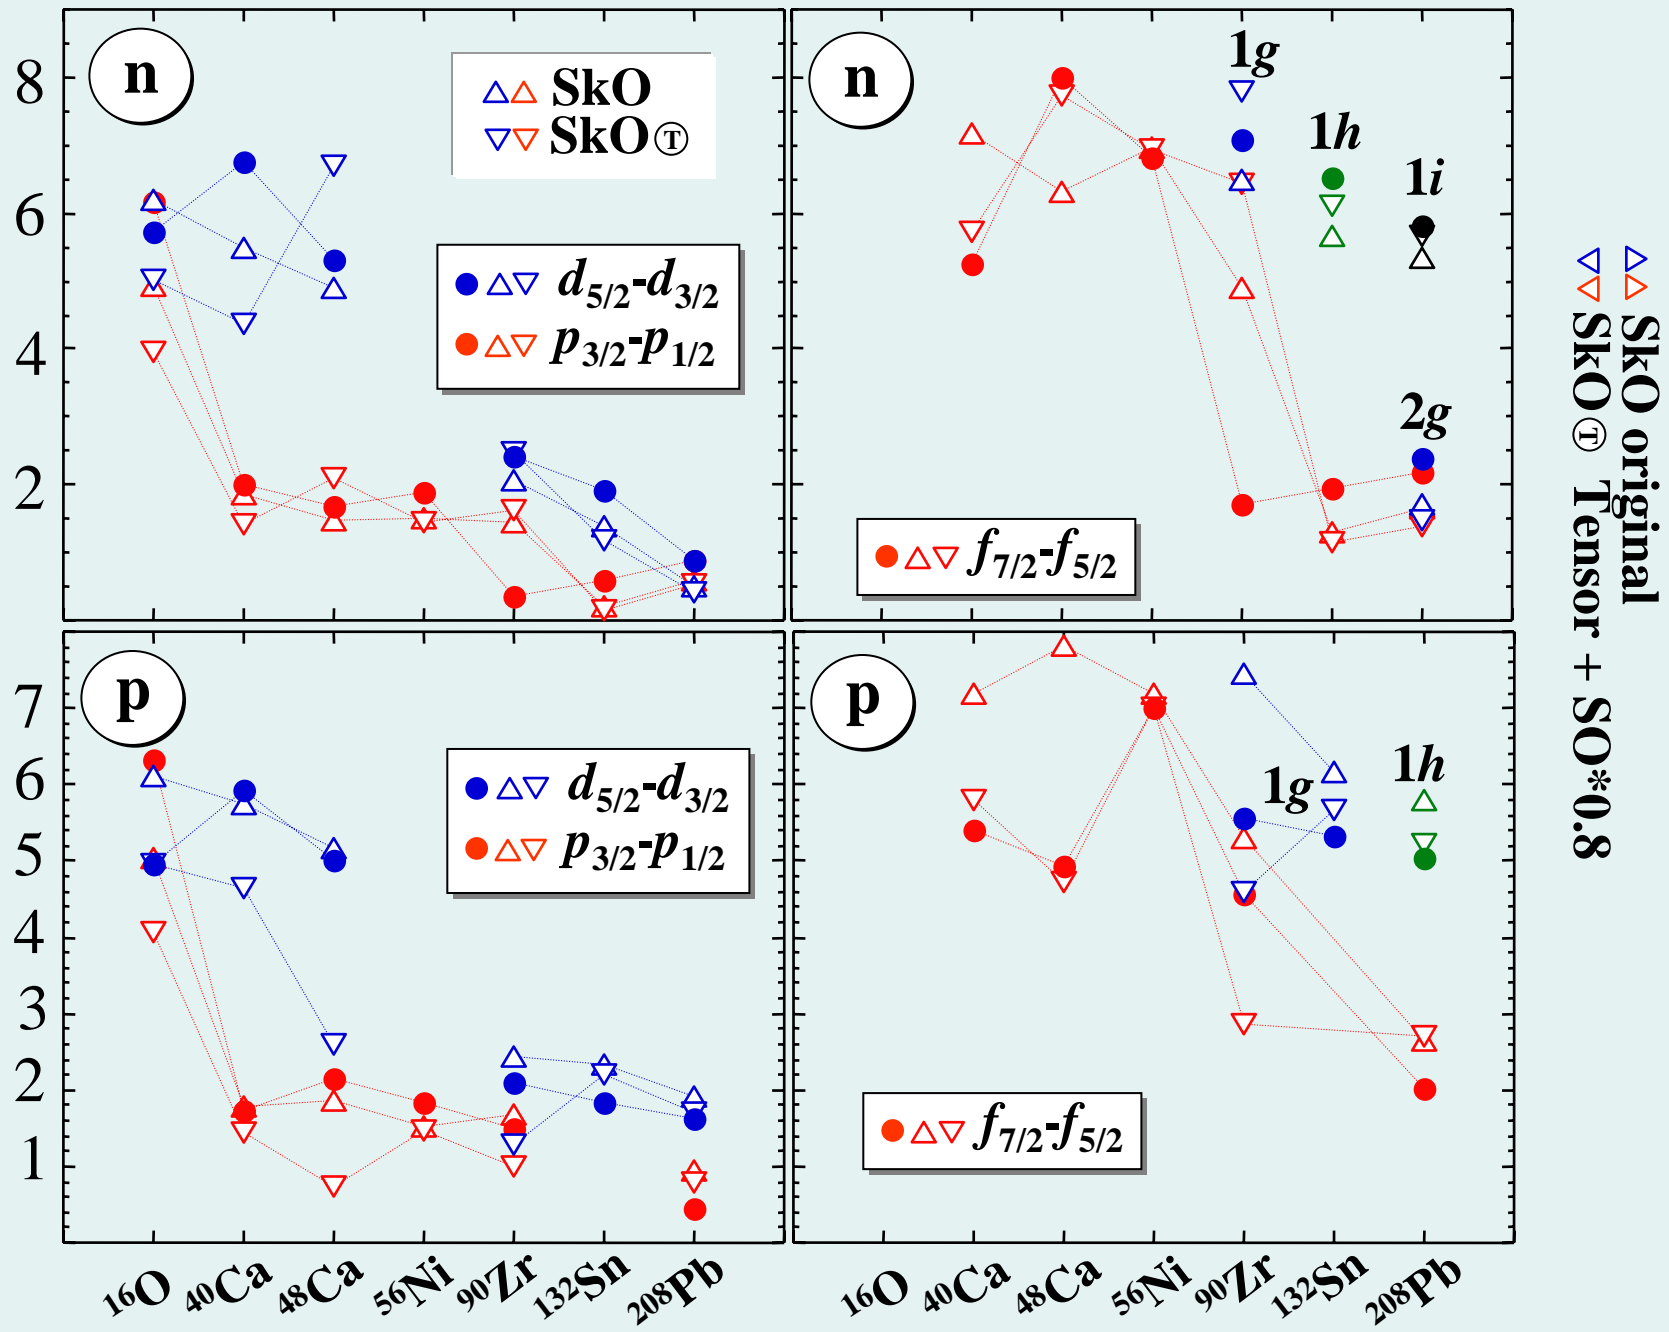 n
SkO
SkOⓉ
8
6
4
2
d5/2-d3/2
p3/2-p1/2
n
1g
1h
1i
2g
f7/2-f5/2
p
7
6
5
4
3
2
1
d5/2-d3/2
p3/2-p1/2
p
1g
1h
f7/2-f5/2
16O 40Ca 48Ca 56Ni 90Zr 132Sn 208Pb
16O 40Ca 48Ca 56Ni 90Zr 132Sn 208Pb
SkO original
SkOⓉ Tensor + SO*0.8